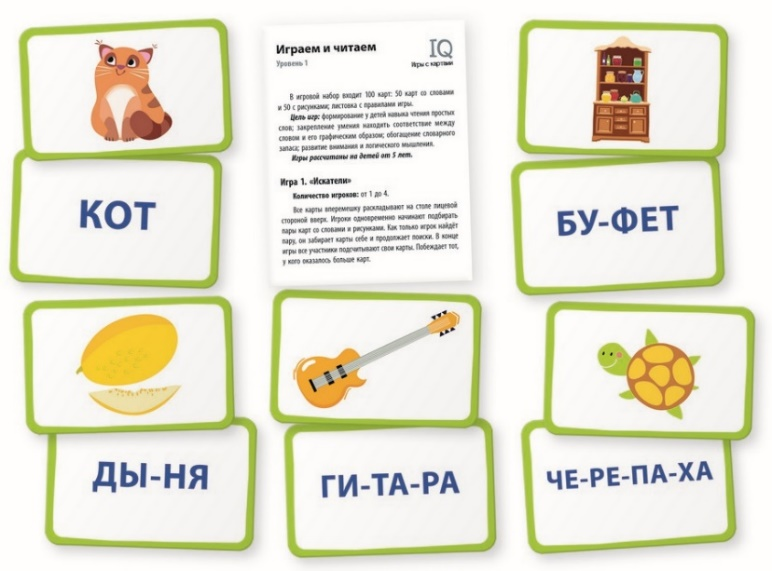 КОТ
Играем и читаем
Уровень 1
IQ
Игры с картами
В игровой набор входит 100 карт: 50 карт со словами
и 50 с рисунками; листовка с правилами игры.
Цель игр: формирование у детей навыка чтения простых
слов; закрепление умения находить соответствие между
словом и его графическим образом; обогащение словарного
запаса; развитие внимания и логического мышления.
Игры рассчитаны на детей от 5 лет.
Игра 1. «Искатели»
Количество игроков: от 1 до 4.
Все карты вперемешку раскладывают на столе лицевой
стороной вверх. Игроки одновременно начинают подбирать
пары карт со словами и рисунками. Как только игрок найдёт
пару, он забирает карты себе и продолжает поиски. В конце
игры все участники подсчитывают свои карты. Побеждает тот,
у кого оказалось больше карт.
БУ-ФЕТ
ДЫ-НЯ
ГИ-ТА-РА
ЧЕ-РЕ-ПА-ХА